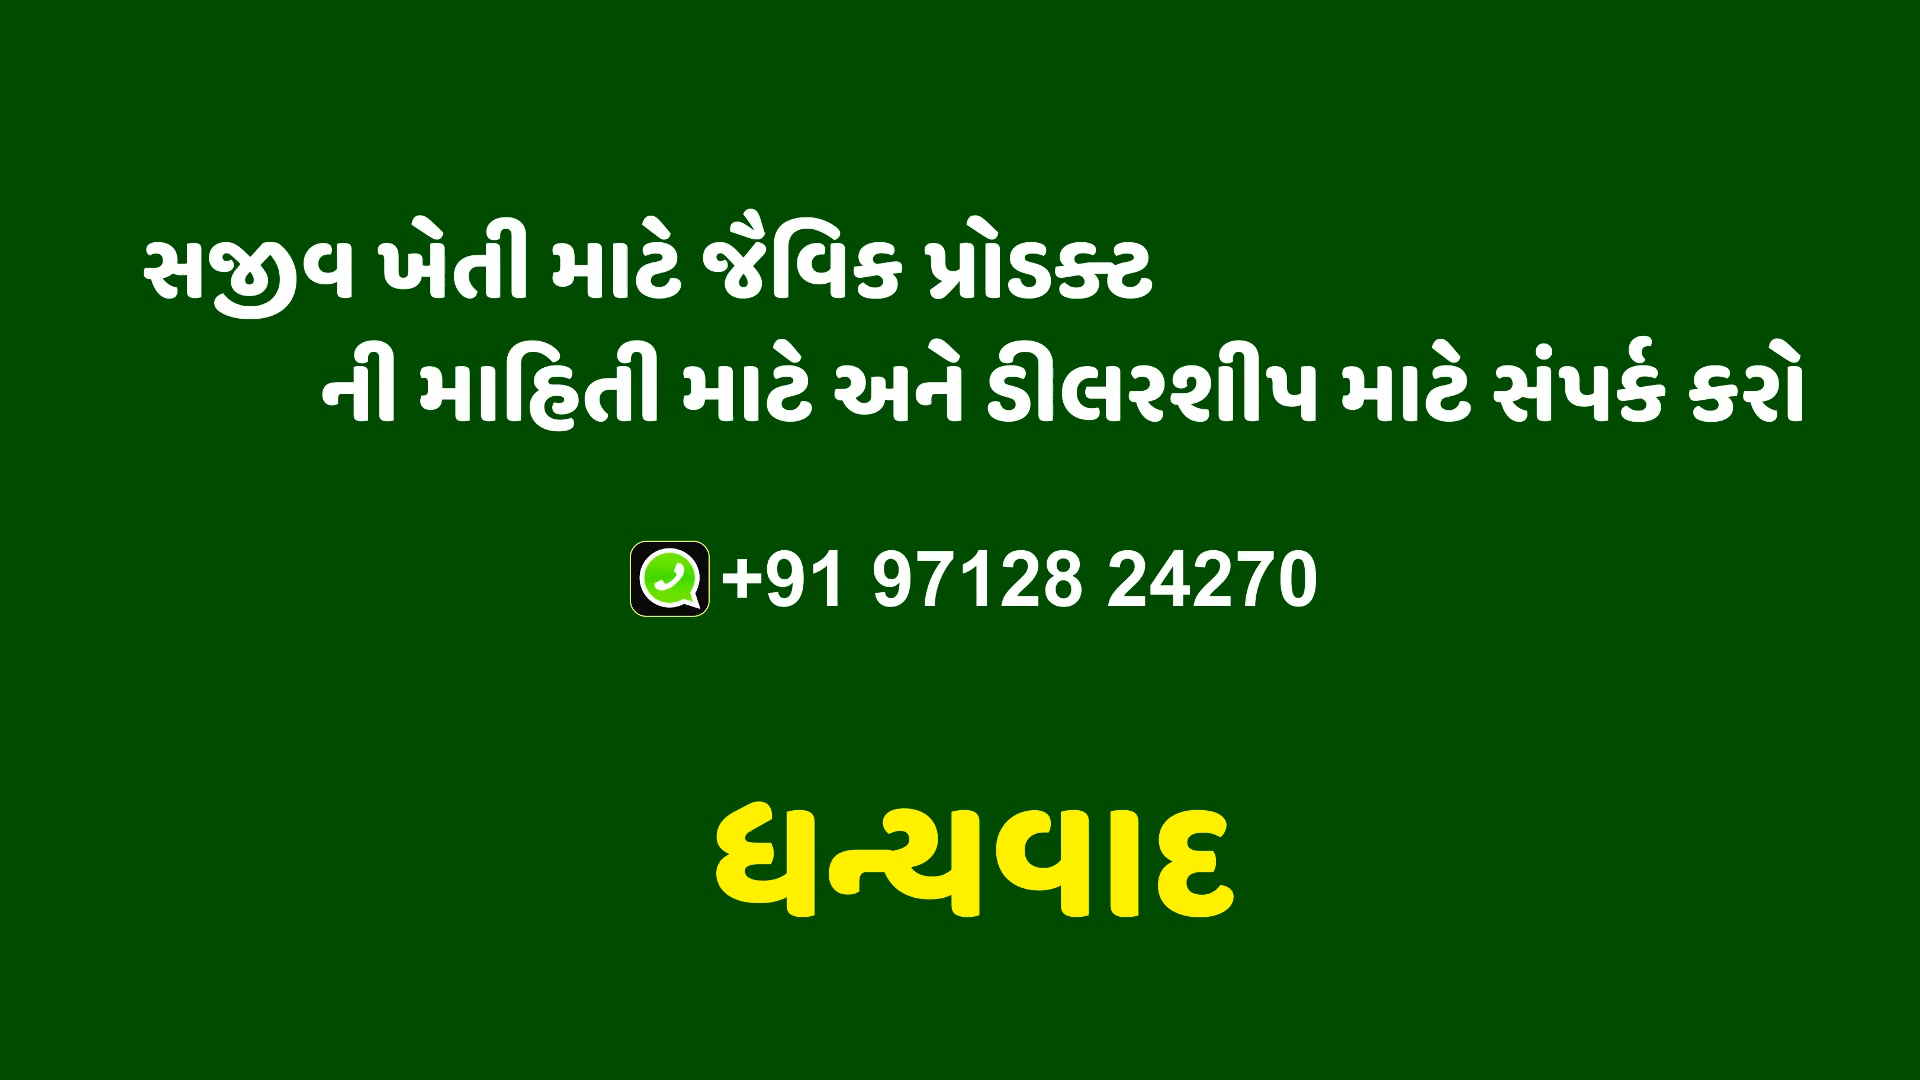 સજીવ ખેતી માટે જૈવિક પ્રોડક્ટ
ની માહિતી માટે અને ડીલરશીપ માટે સંપર્ક કરો
+91 97128 24270
ધન્યવાદ